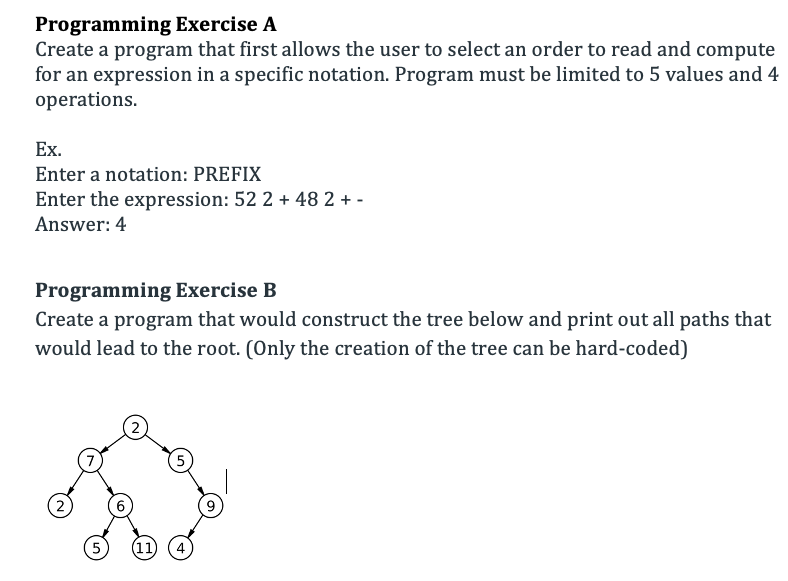 Programming Exercise A
Create a program that first allows the user to select an order to read and compute
for an expression in a specific notation. Program must be limited to 5 values and 4
operations.
Ex.
Enter a notation: PREFIX
Enter the expression: 52 2 + 48 2 + -
Answer: 4
Programming Exercise B
Create a program that would construct the tree below and print out all paths that
would lead to the root. (Only the creation of the tree can be hard-coded)
2
7 5
2 6 9
5 11 4